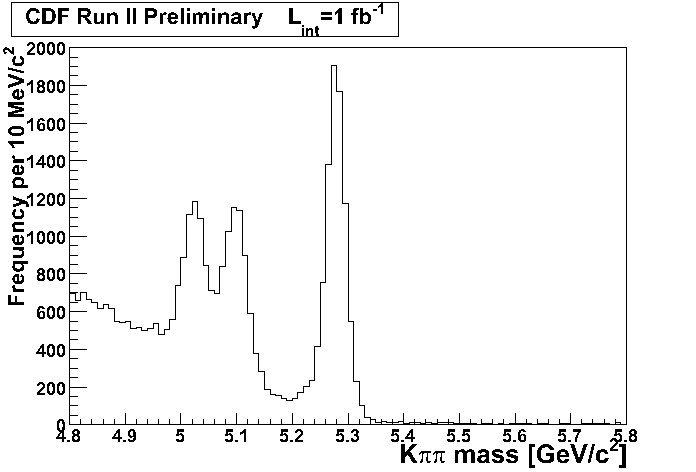 CDF Run II Preliminary L_int=1 fb^-1
Frequency per 10 MeV/c^2
2000
1800
1600
1400
1200
1000
800
600
400
200
0
4.8 4.9 5 5.1 5.2 5.3 5.4 5.5 5.6 5.7 5.8
Kππ mass [GeV/c^2]